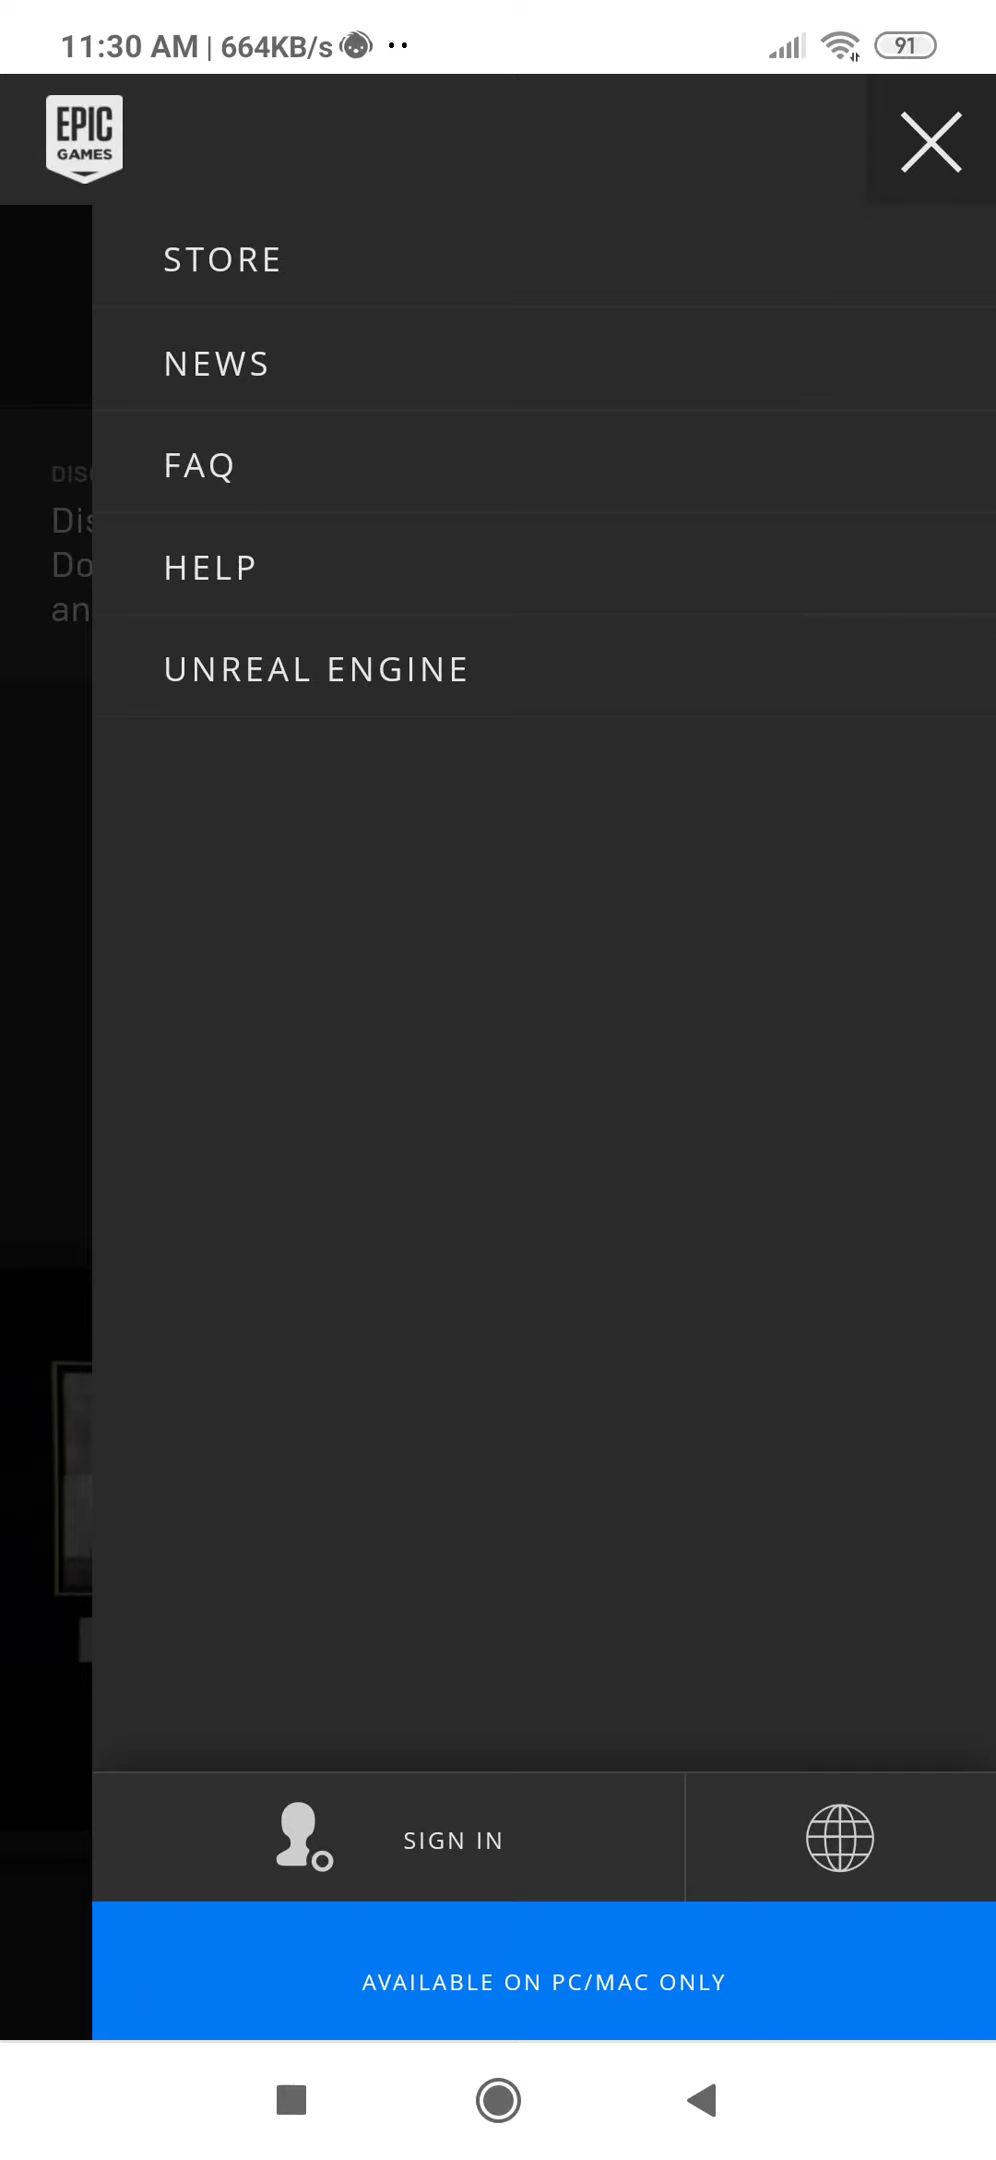 11:30 AM | 664KB/s
91
EPIC
GAMES
STORE
NEWS
FAQ
HELP
UNREAL ENGINE
SIGN IN
AVAILABLE ON PC/MAC ONLY